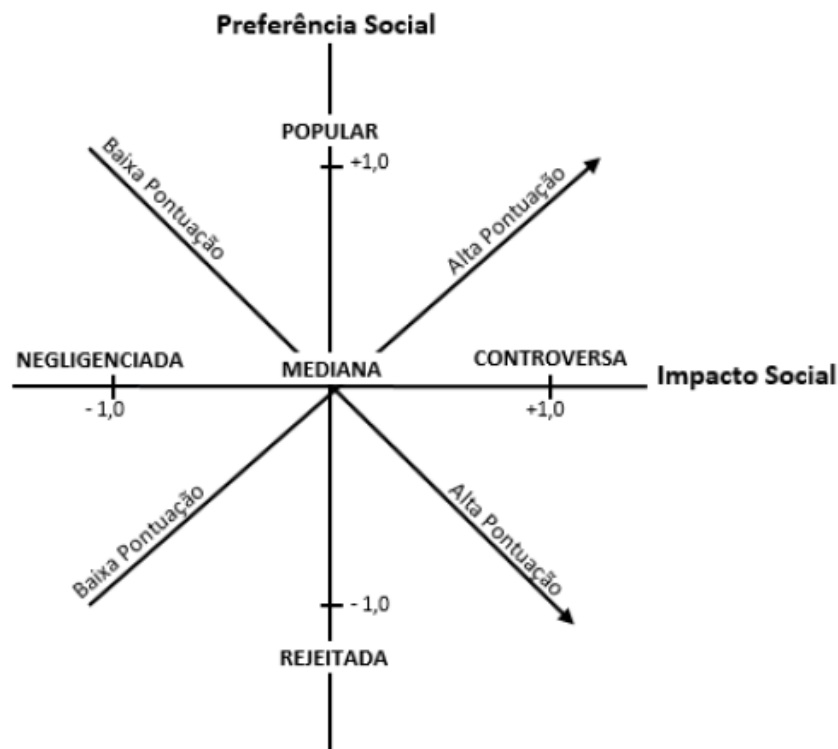 Preferência Social
POPULAR
+1,0
Baixa Pontuação
Alta Pontuação
NEGLIGENCIADA
MEDIANA
CONTROVERSA
Impacto Social
- 1,0
+1,0
Baixa Pontuação
Alta Pontuação
- 1,0
REJEITADA